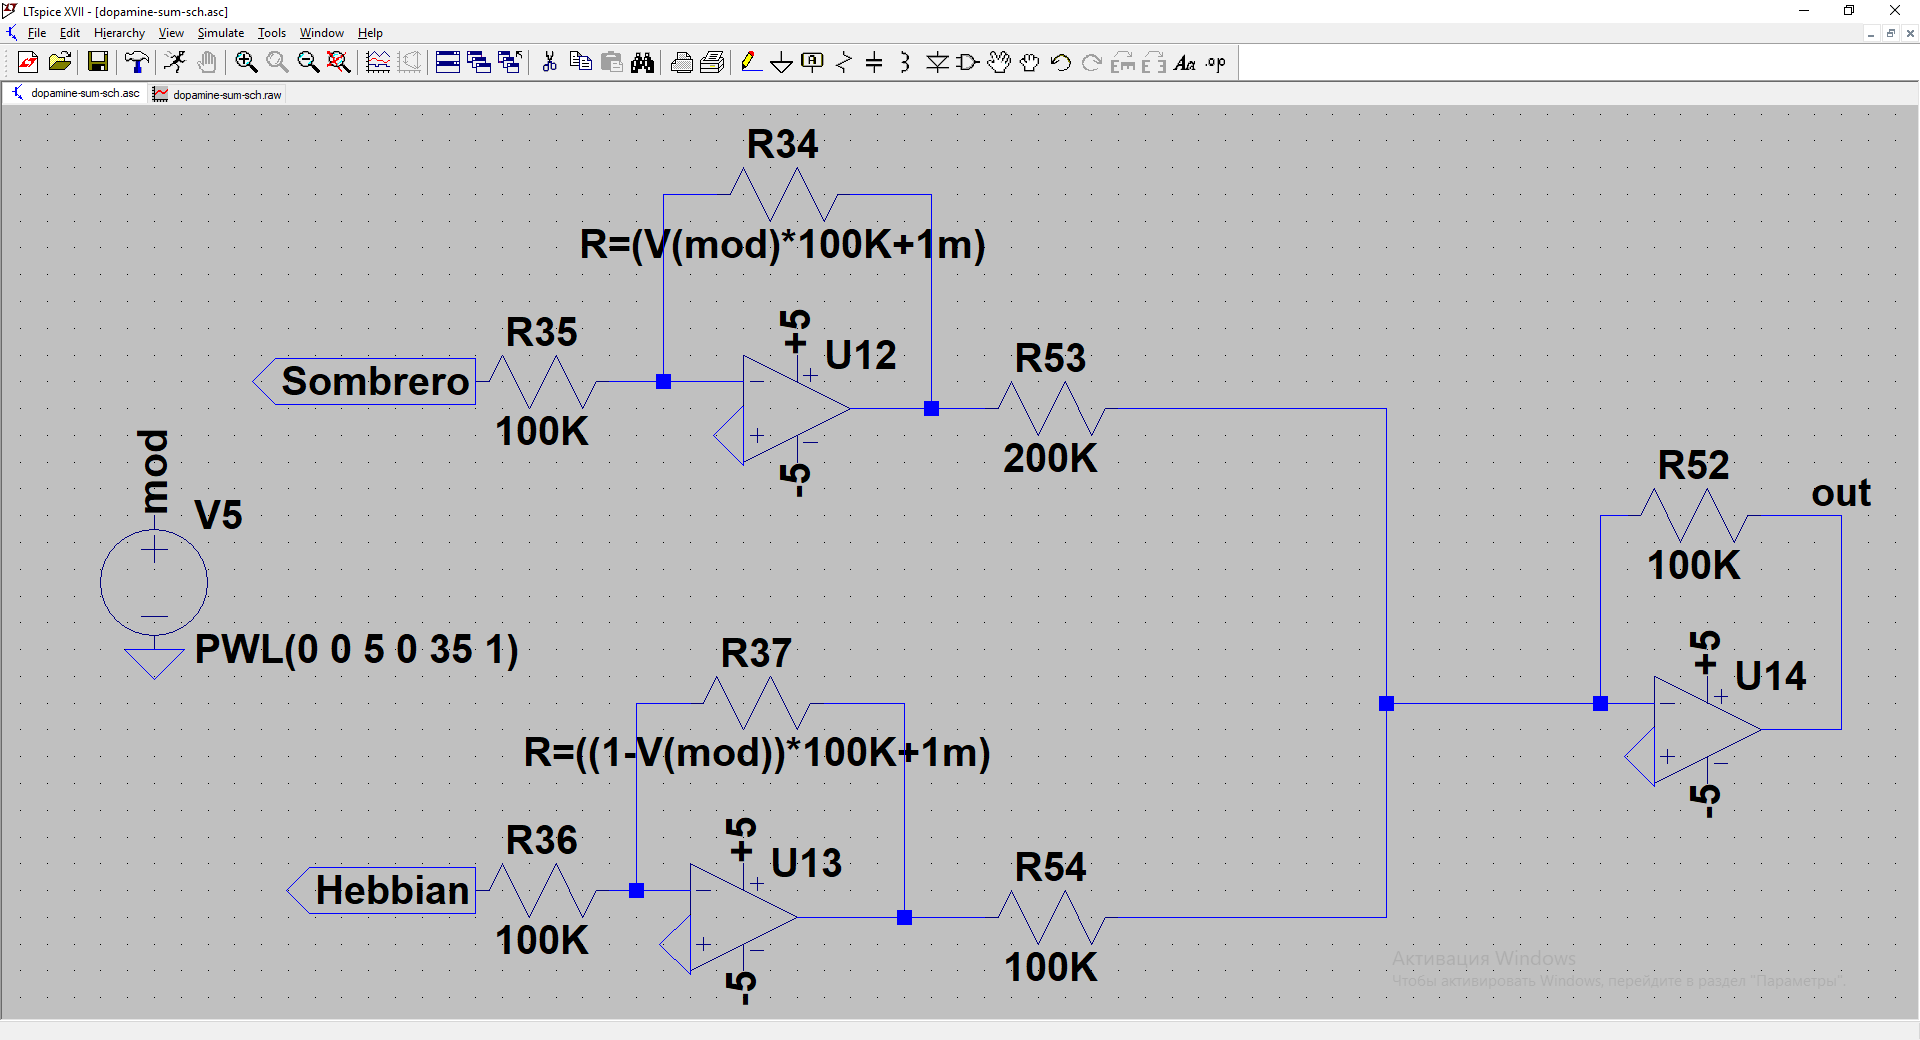 LTspice XVII - [dopamine-sum-sch.asc]
File Edit Hierarchy View Simulate Tools Window Help
Aa .op
dopamine-sum-sch.asc dopamine-sum-sch.raw
R34
R=(V(mod)*100K+1m)
R35
Sombrero
100K
+5
U12
-5
R53
200K
mod
V5
PWL(0 0 5 0 35 1)
R52
out
100K
+5
U14
-5
R37
R=((1-V(mod))*100K+1m)
R36
Hebbian
100K
+5
U13
-5
R54
100K
Активация Windows
Чтобы активировать Windows, перейдите в раздел "Параметры".